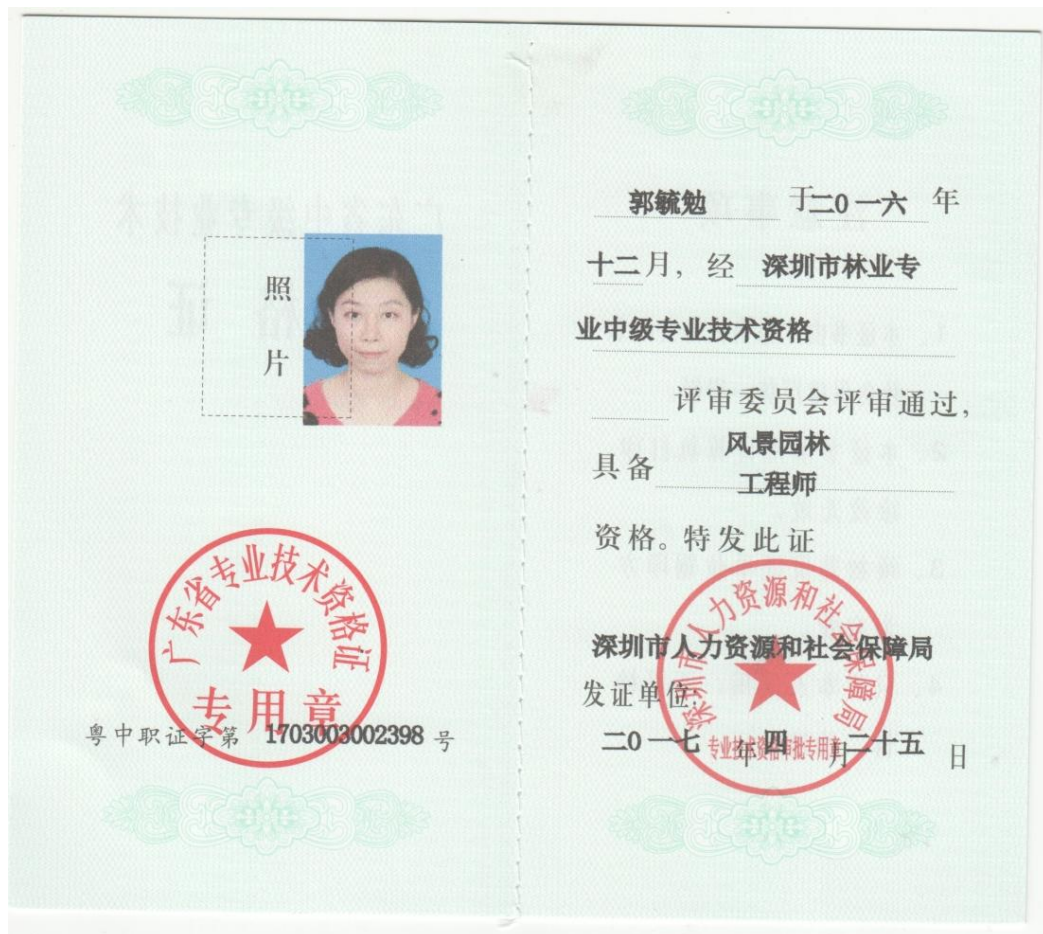 照
片
广东省专业技术资格证
专用章
粤中职证字第 1703003002398 号
郭毓勉 于二0一六 年
十二月，经 深圳市林业专
业中级专业技术资格
评审委员会评审通过，
风景园林
具备
工程师
资格。特发此证
深圳市人力资源和社会保障局
深圳市人力资源和社会保障局
发证单位：
专业技术资格审批专用章
二0一七 年 四 月 二十五 日